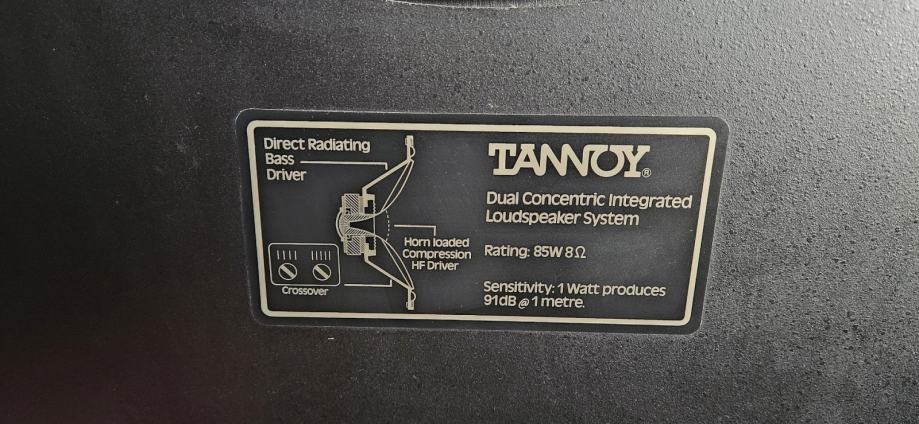 Direct Radiating
Bass
Driver
Horn loaded
Compression
HF Driver
Crossover
TANNOY®
Dual Concentric Integrated
Loudspeaker System
Rating: 85W 8Ω
Sensitivity: 1 Watt produces
91dB @ 1 metre.